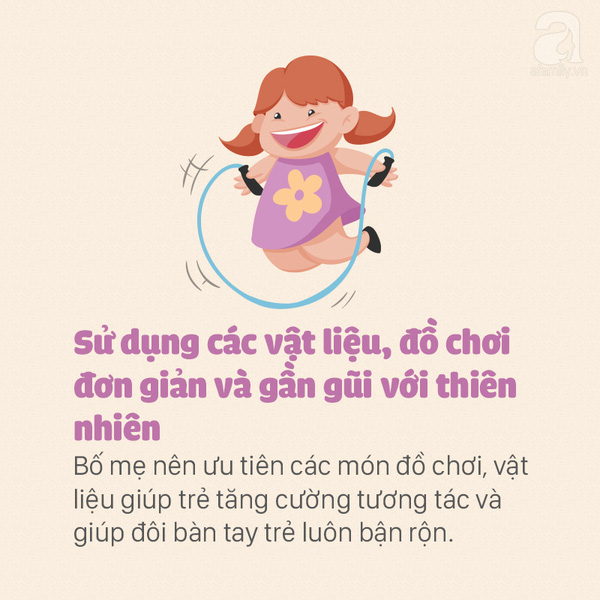 afamily.vn
Sử dụng các vật liệu, đồ chơi
đơn giản và gần gũi với thiên
nhiên
Bố mẹ nên ưu tiên các món đồ chơi, vật
liệu giúp trẻ tăng cường tương tác và
giúp đôi bàn tay trẻ luôn bận rộn.